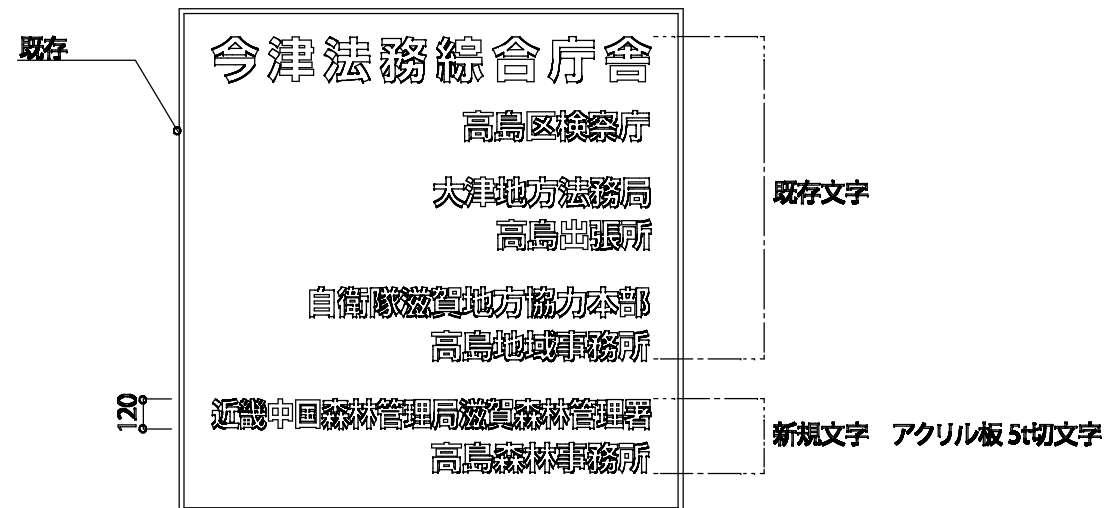 既存
今津法務綜合庁舎
高島区検察庁
大津地方法務局
高島出張所
既存文字
自衛隊滋賀地方協力本部
高島地域事務所
120
近畿中国森林管理局滋賀森林管理署
高島森林事務所
新規文字　アクリル板 5t切文字